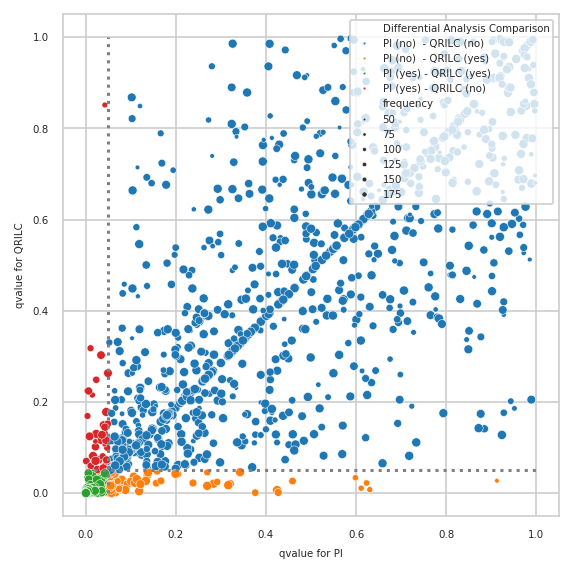 Differential Analysis Comparison
PI (no)  - QRILC (no)
PI (no)  - QRILC (yes)
PI (yes) - QRILC (yes)
PI (yes) - QRILC (no)
frequency
50
75
100
125
150
175
1.0
0.8
0.6
0.4
0.2
0.0
qvalue for QRILC
0.0
0.2
0.4
0.6
0.8
1.0
qvalue for PI